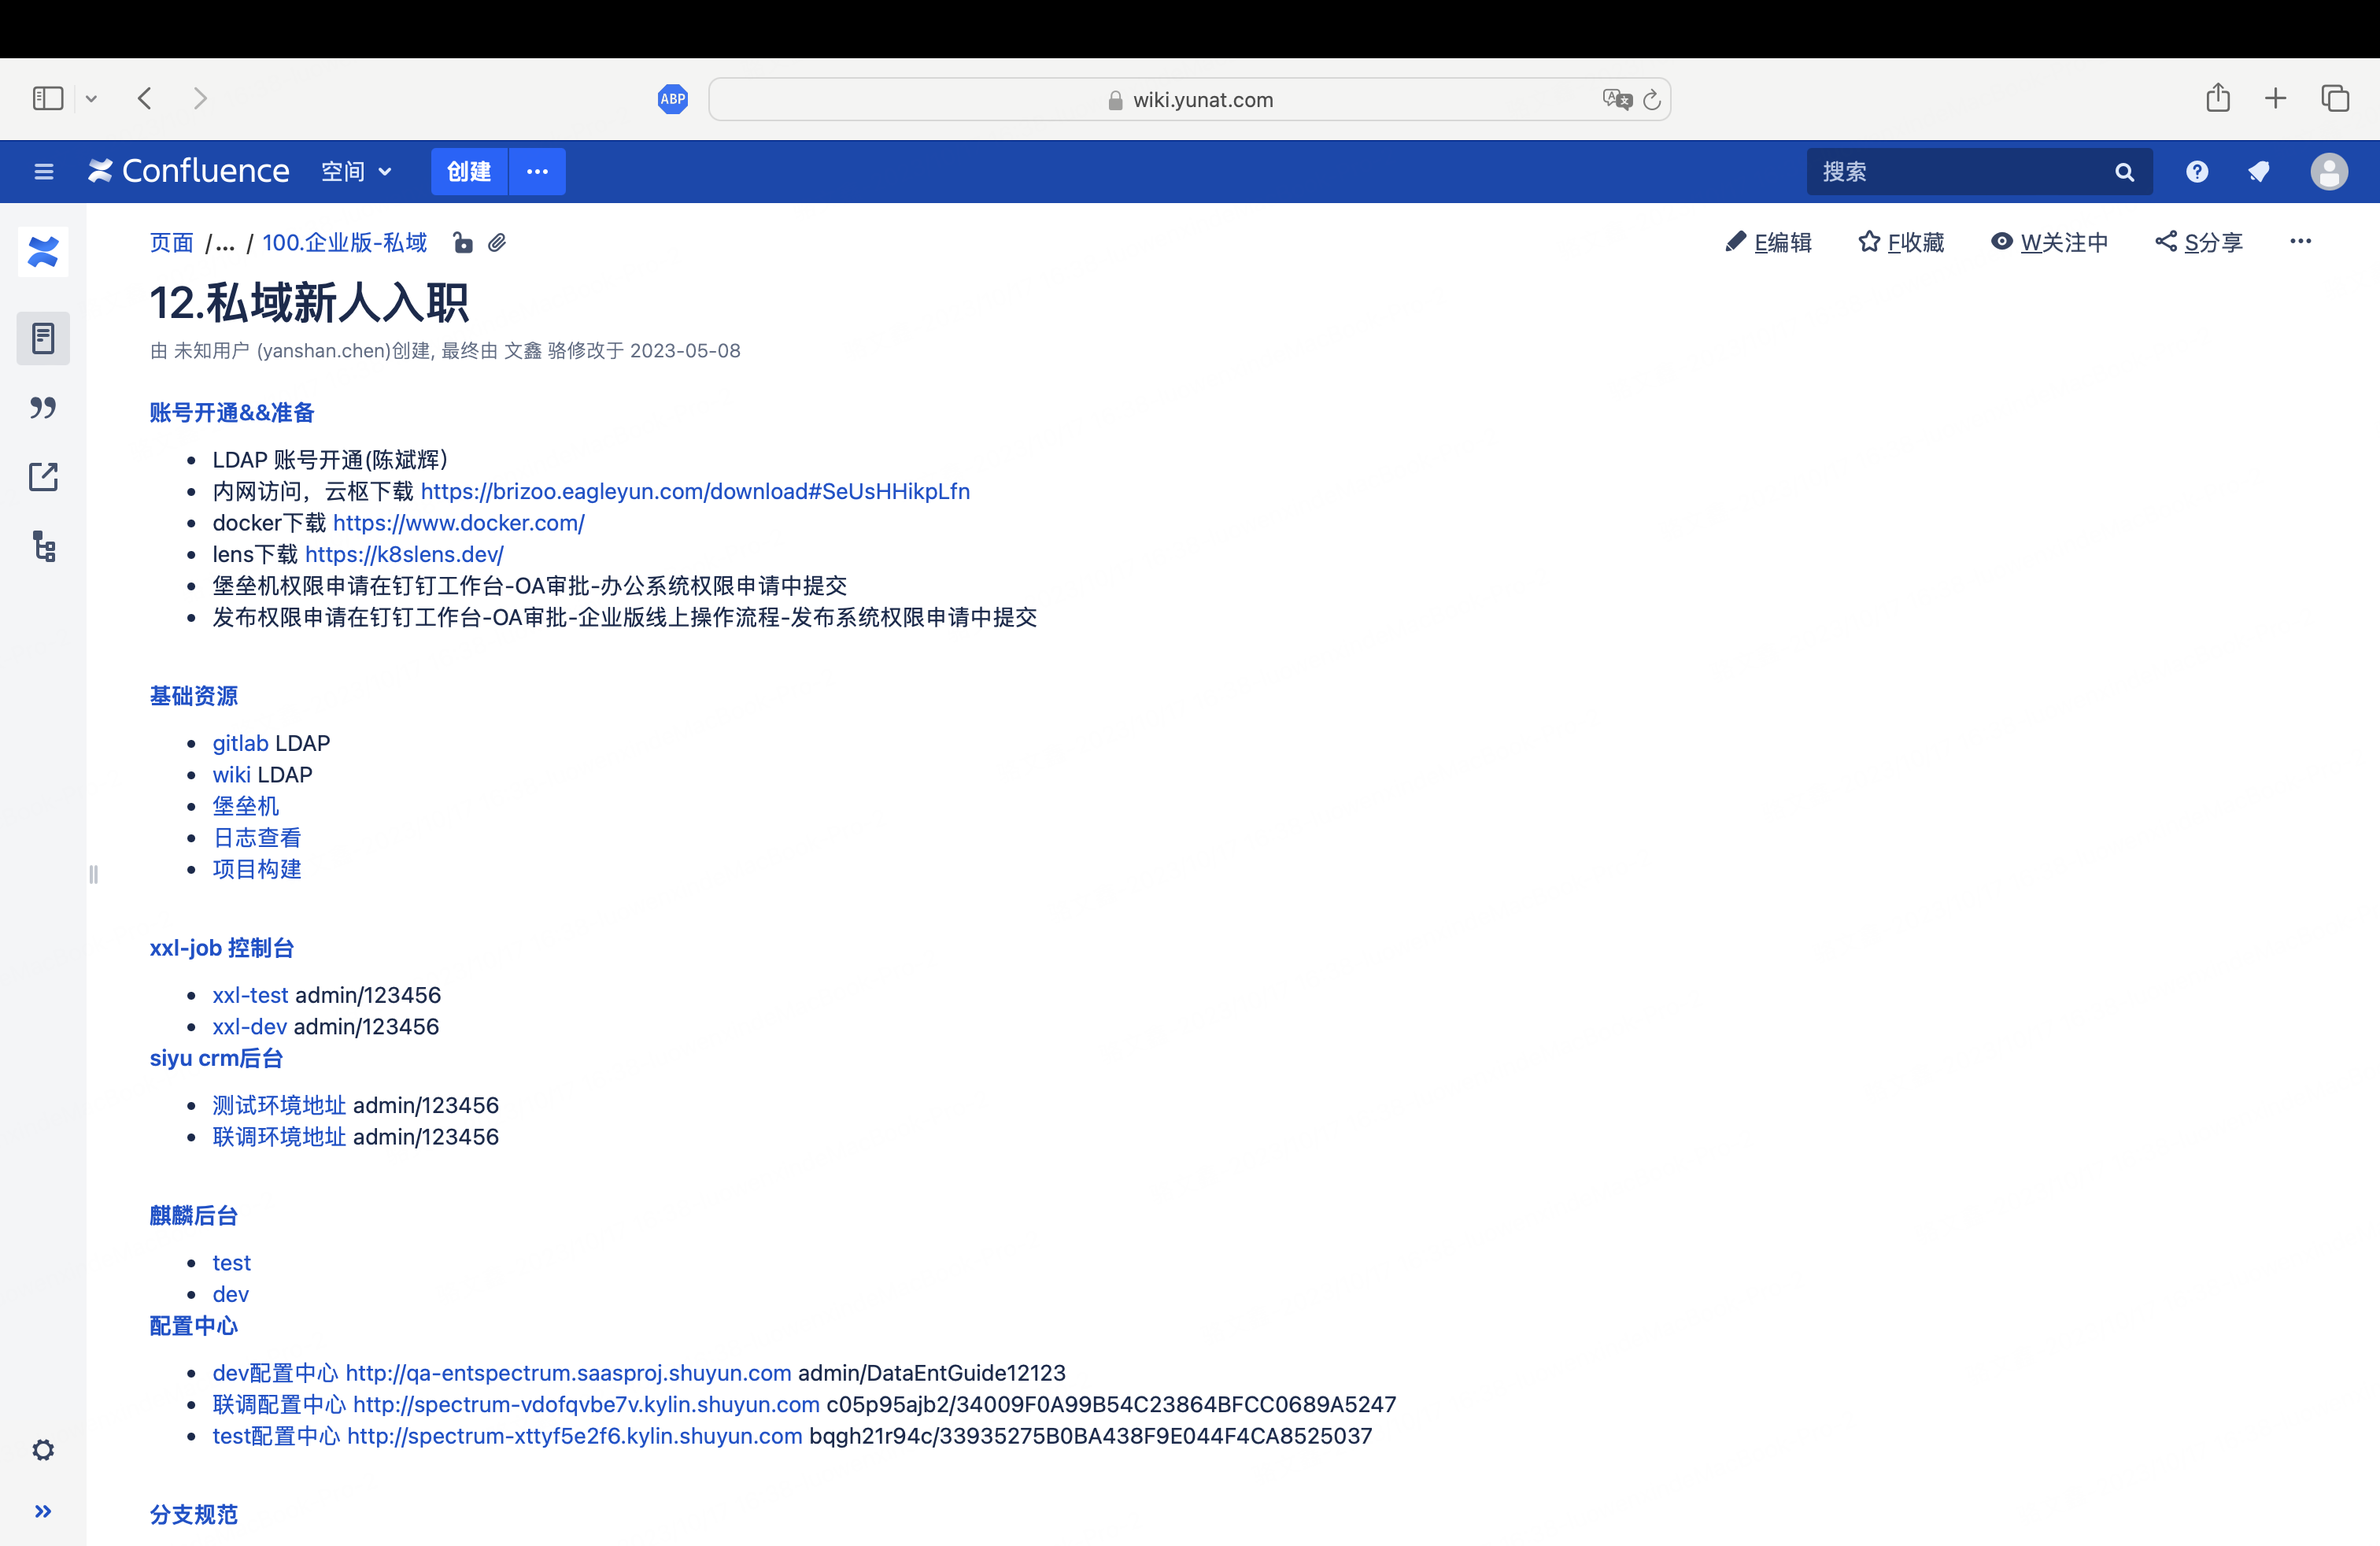 ABP
wiki.yunat.com
Confluence
空间
创建
搜索
页面 /... / 100.企业版-私域
E编辑
F收藏
W关注中
S分享
12.私域新人入职
由 未知用户 (yanshan.chen)创建, 最终由 文鑫 骆修改于 2023-05-08
账号开通&&准备
LDAP 账号开通(陈斌辉)
内网访问，云枢下载 https://brizoo.eagleyun.com/download#SeUsHHikpLfn
docker下载 https://www.docker.com/
lens下载 https://k8slens.dev/
堡垒机权限申请在钉钉工作台-OA审批-办公系统权限申请中提交
发布权限申请在钉钉工作台-OA审批-企业版线上操作流程-发布系统权限申请中提交
基础资源
gitlab LDAP
wiki LDAP
堡垒机
日志查看
项目构建
xxl-job 控制台
xxl-test admin/123456
xxl-dev admin/123456
siyu crm后台
测试环境地址 admin/123456
联调环境地址 admin/123456
麒麟后台
test
dev
配置中心
dev配置中心 http://qa-entspectrum.saasproj.shuyun.com admin/DataEntGuide12123
联调配置中心 http://spectrum-vdofqvbe7v.kylin.shuyun.com c05p95ajb2/34009F0A99B54C23864BFCC0689A5247
test配置中心 http://spectrum-xttyf5e2f6.kylin.shuyun.com bqgh21r94c/33935275B0BA438F9E044F4CA8525037
分支规范